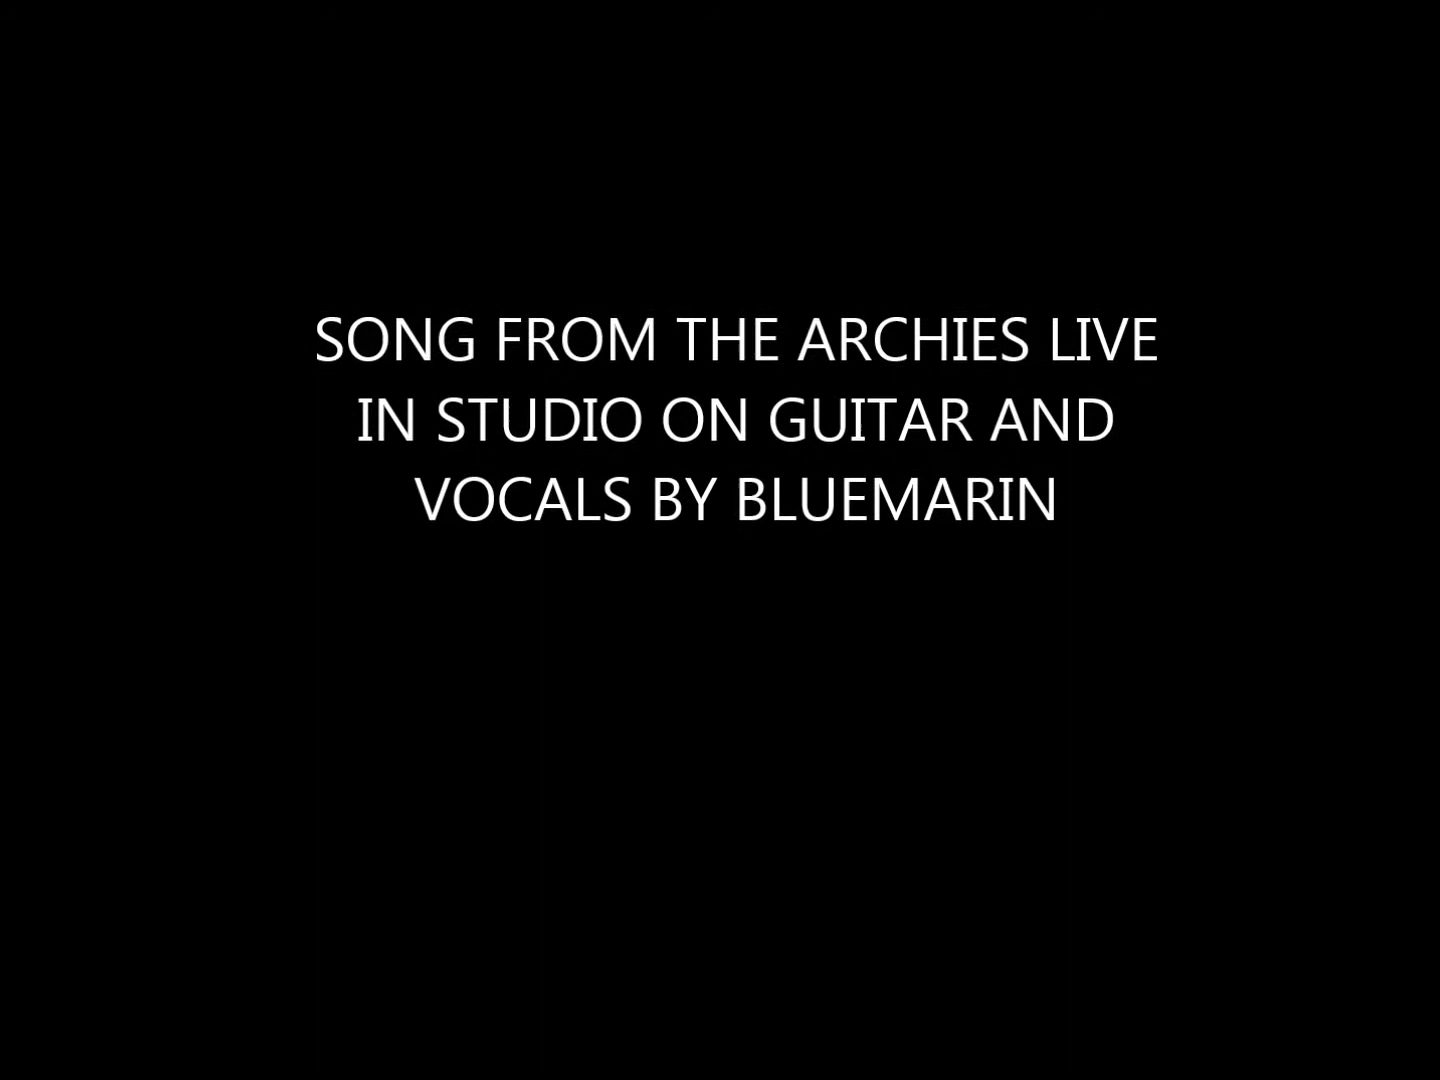 SONG FROM THE ARCHIES LIVE
IN STUDIO ON GUITAR AND
VOCALS BY BLUEMARIN